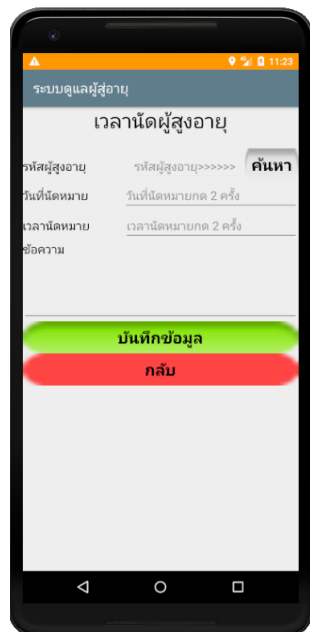 11:23
ระบบดูแลผู้สู่อายุ
เวลานัดผู้สูงอายุ
รหัสผู้สูงอายุ รหัสผู้สูงอายุ>>>>>> ค้นหา
วันที่นัดหมาย วันที่นัดหมายกด 2 ครั้ง
เวลานัดหมาย เวลานัดหมายกด 2 ครั้ง
ข้อความ
บันทึกข้อมูล
กลับ